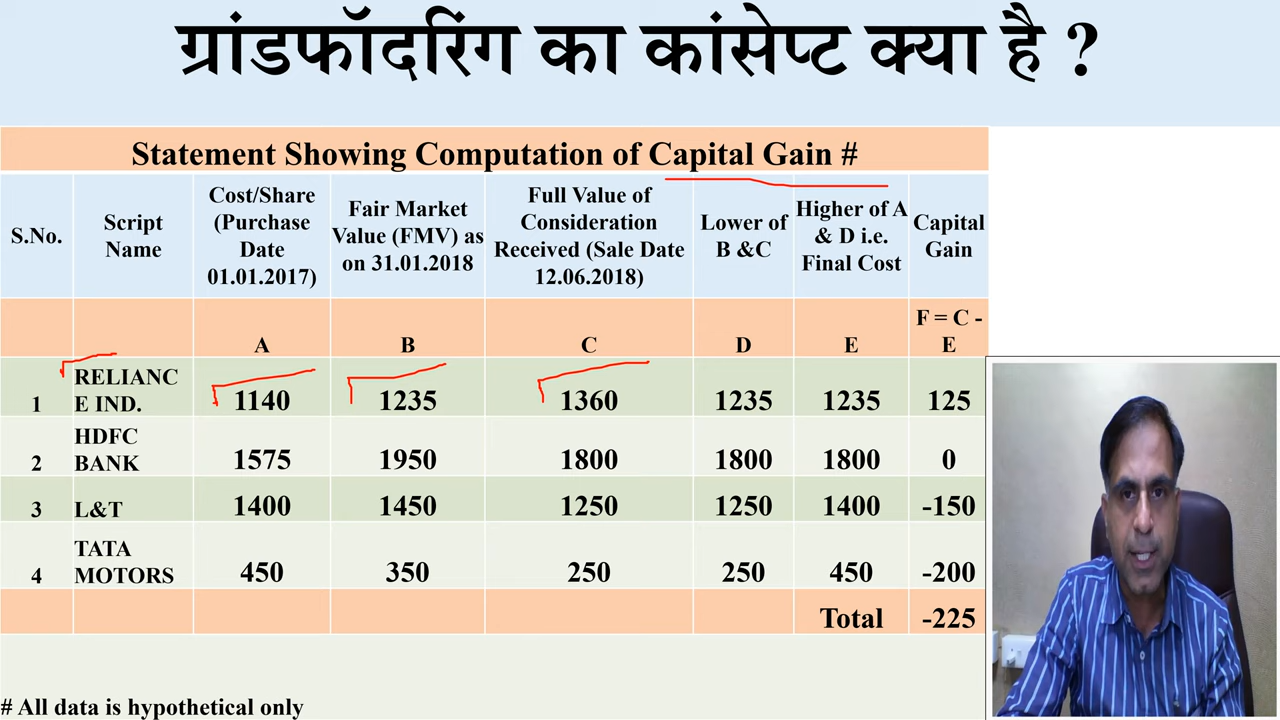 ग्रांडफॉदरिंग का कांसेप्ट क्या है ?
Statement Showing Computation of Capital Gain #
S.No.
Script
Name
Cost/Share
(Purchase
Date
01.01.2017)
Fair Market
Value (FMV) as
on 31.01.2018
Full Value of
Consideration
Received (Sale Date
12.06.2018)
Lower of
B &C
Higher of A
& D i.e.
Final Cost
Capital
Gain
A
B
C
D
E
F = C -
E
1
RELIANC
E IND.
1140
1235
1360
1235
1235
125
2
HDFC
BANK
1575
1950
1800
1800
1800
0
3
L&T
1400
1450
1250
1250
1400
-150
4
TATA
MOTORS
450
350
250
250
450
-200
Total
-225
# All data is hypothetical only